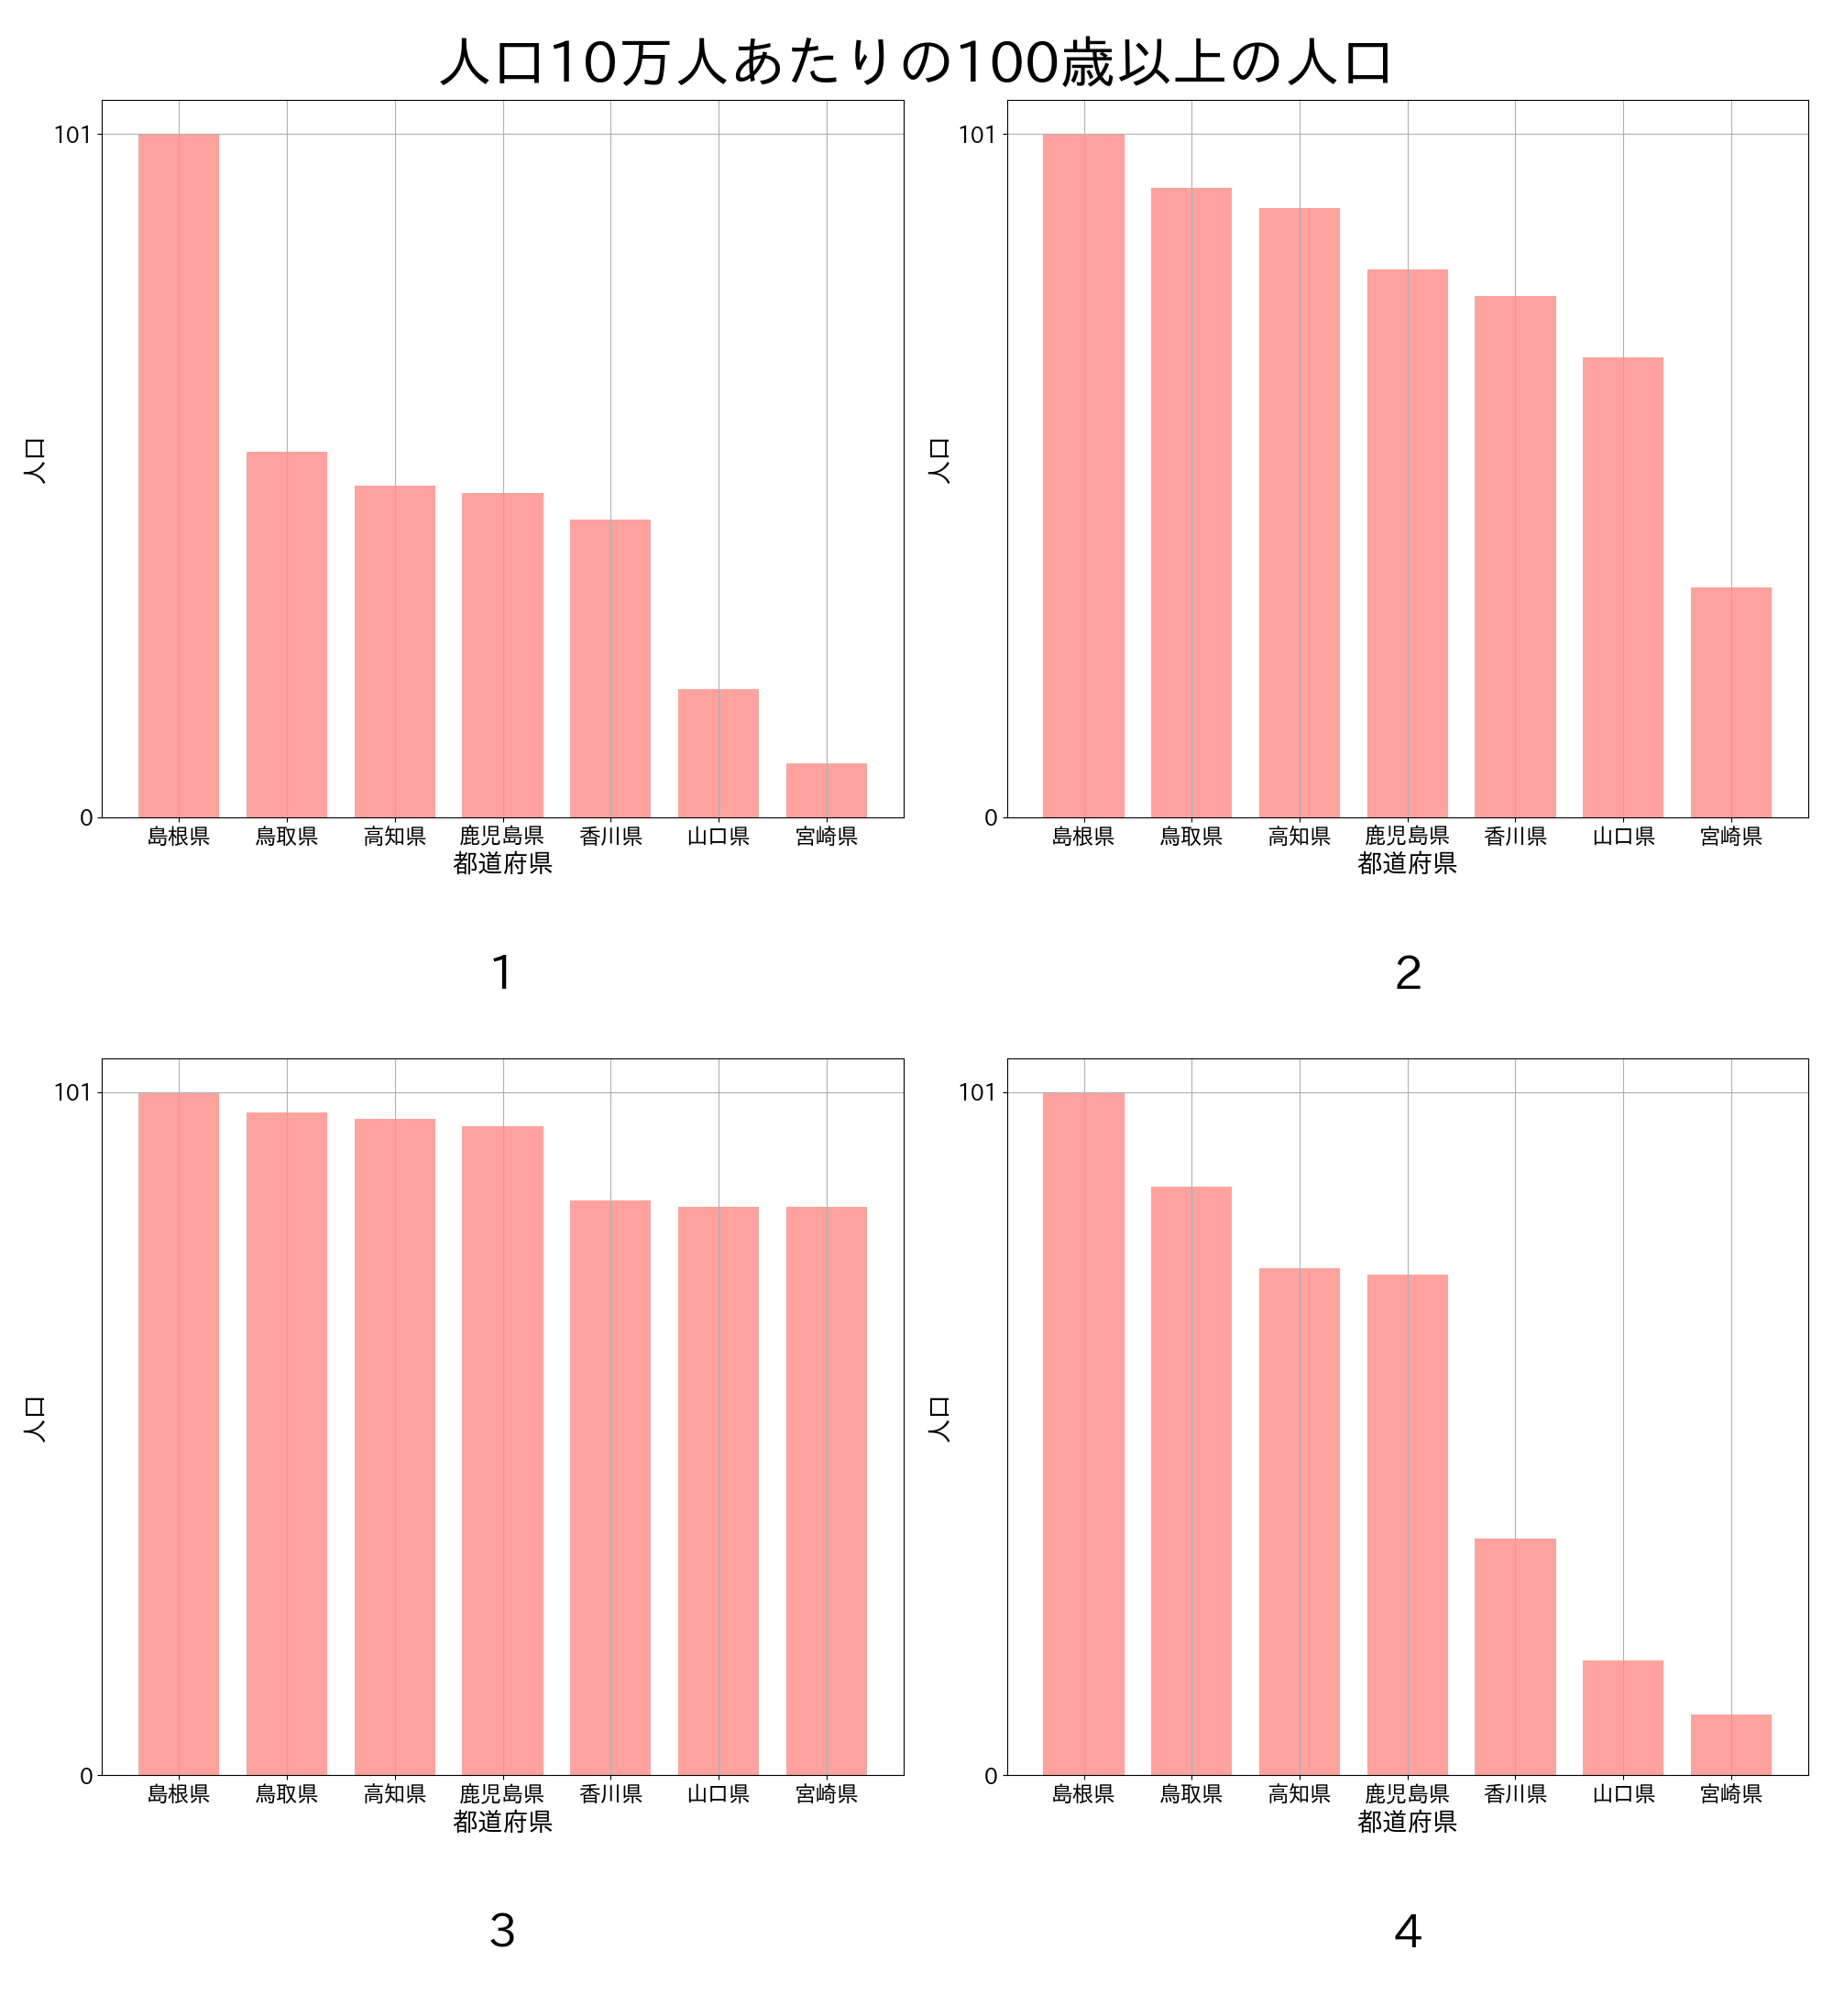 人口10万人あたりの100歳以上の人口
101
人口
0
島根県 鳥取県 高知県 鹿児島県 香川県 山口県 宮崎県
都道府県
1
101
人口
0
島根県 鳥取県 高知県 鹿児島県 香川県 山口県 宮崎県
都道府県
2
101
人口
0
島根県 鳥取県 高知県 鹿児島県 香川県 山口県 宮崎県
都道府県
3
101
人口
0
島根県 鳥取県 高知県 鹿児島県 香川県 山口県 宮崎県
都道府県
4